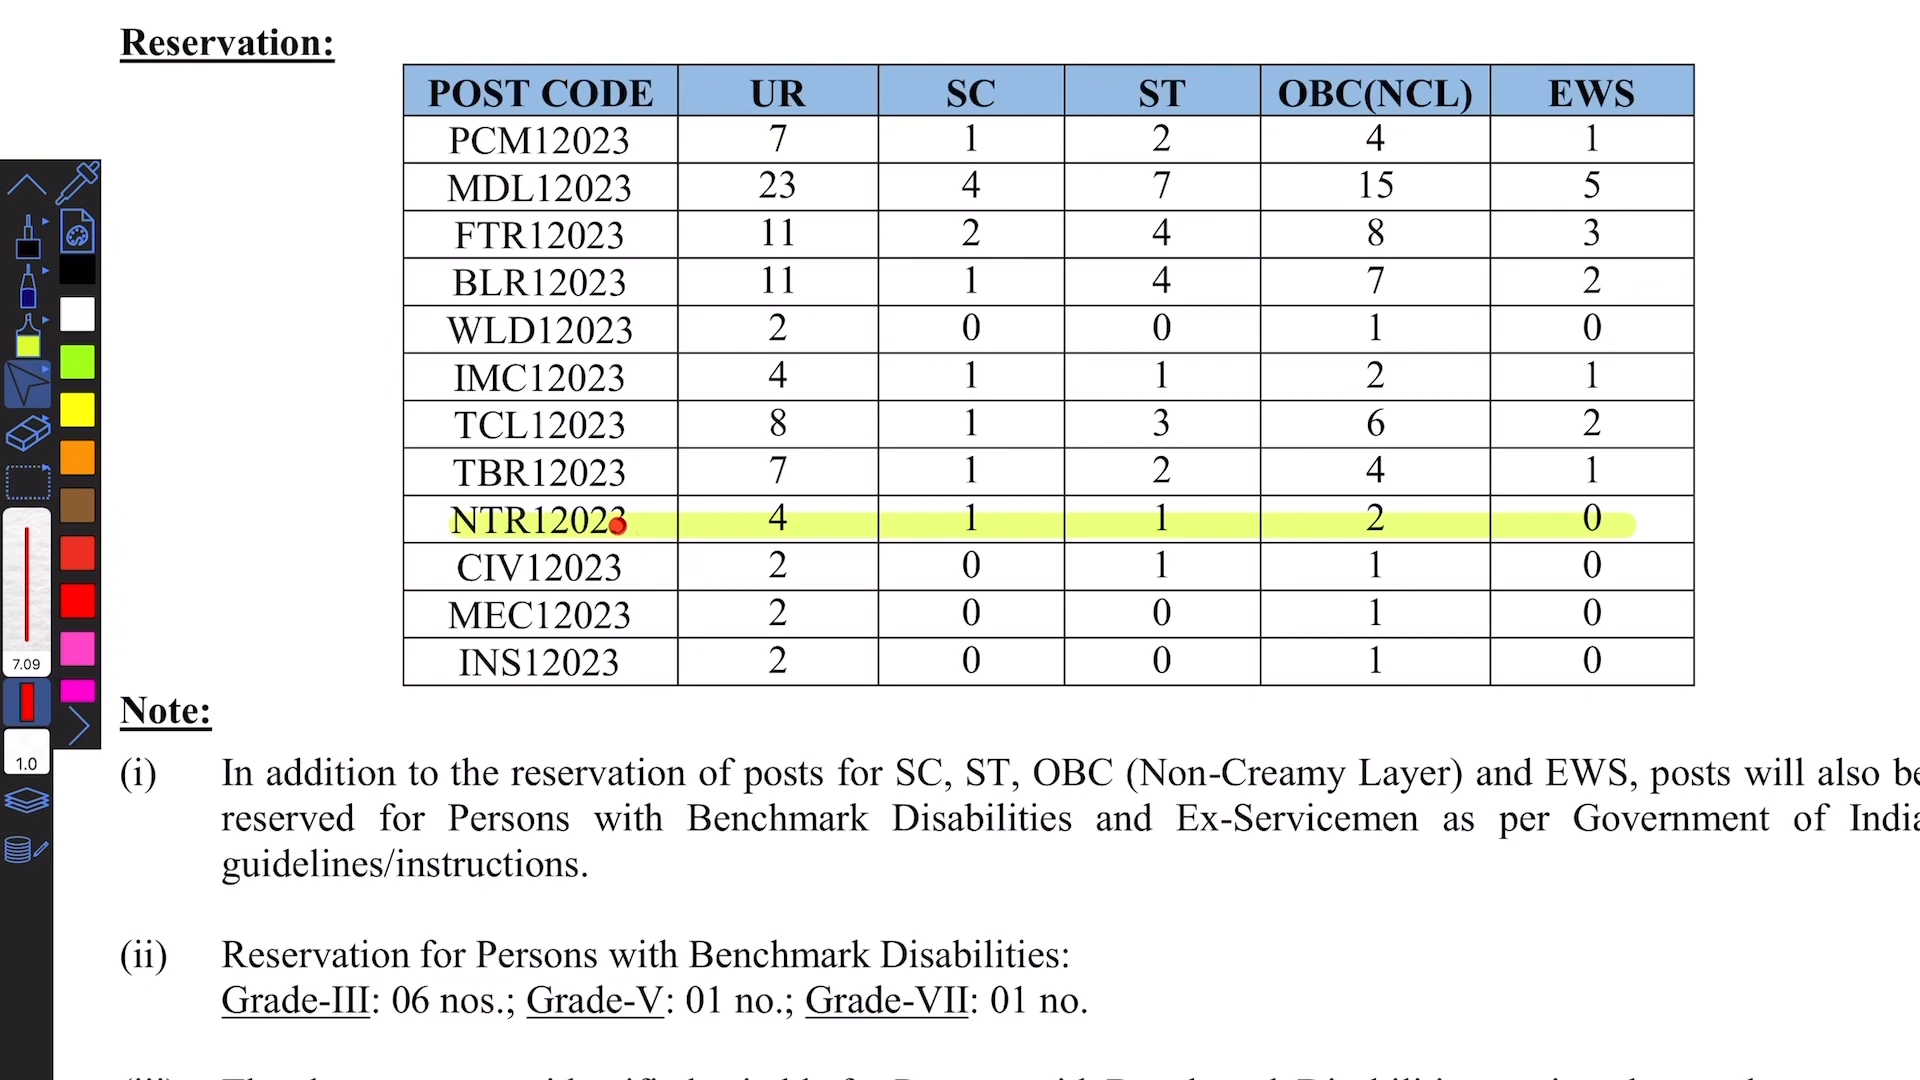 Reservation:
POST CODE UR SC ST OBC(NCL) EWS
PCM12023 7 1 2 4 1
MDL12023 23 4 7 15 5
FTR12023 11 2 4 8 3
BLR12023 11 1 4 7 2
WLD12023 2 0 0 1 0
IMC12023 4 1 1 2 1
TCL12023 8 1 3 6 2
TBR12023 7 1 2 4 1
NTR12023 4 1 1 2 0
CIV12023 2 0 1 1 0
MEC12023 2 0 0 1 0
INS12023 2 0 0 1 0
7.09
1.0
Note:
(i) In addition to the reservation of posts for SC, ST, OBC (Non-Creamy Layer) and EWS, posts will also be
reserved for Persons with Benchmark Disabilities and Ex-Servicemen as per Government of India
guidelines/instructions.
(ii) Reservation for Persons with Benchmark Disabilities:
Grade-III: 06 nos.; Grade-V: 01 no.; Grade-VII: 01 no.